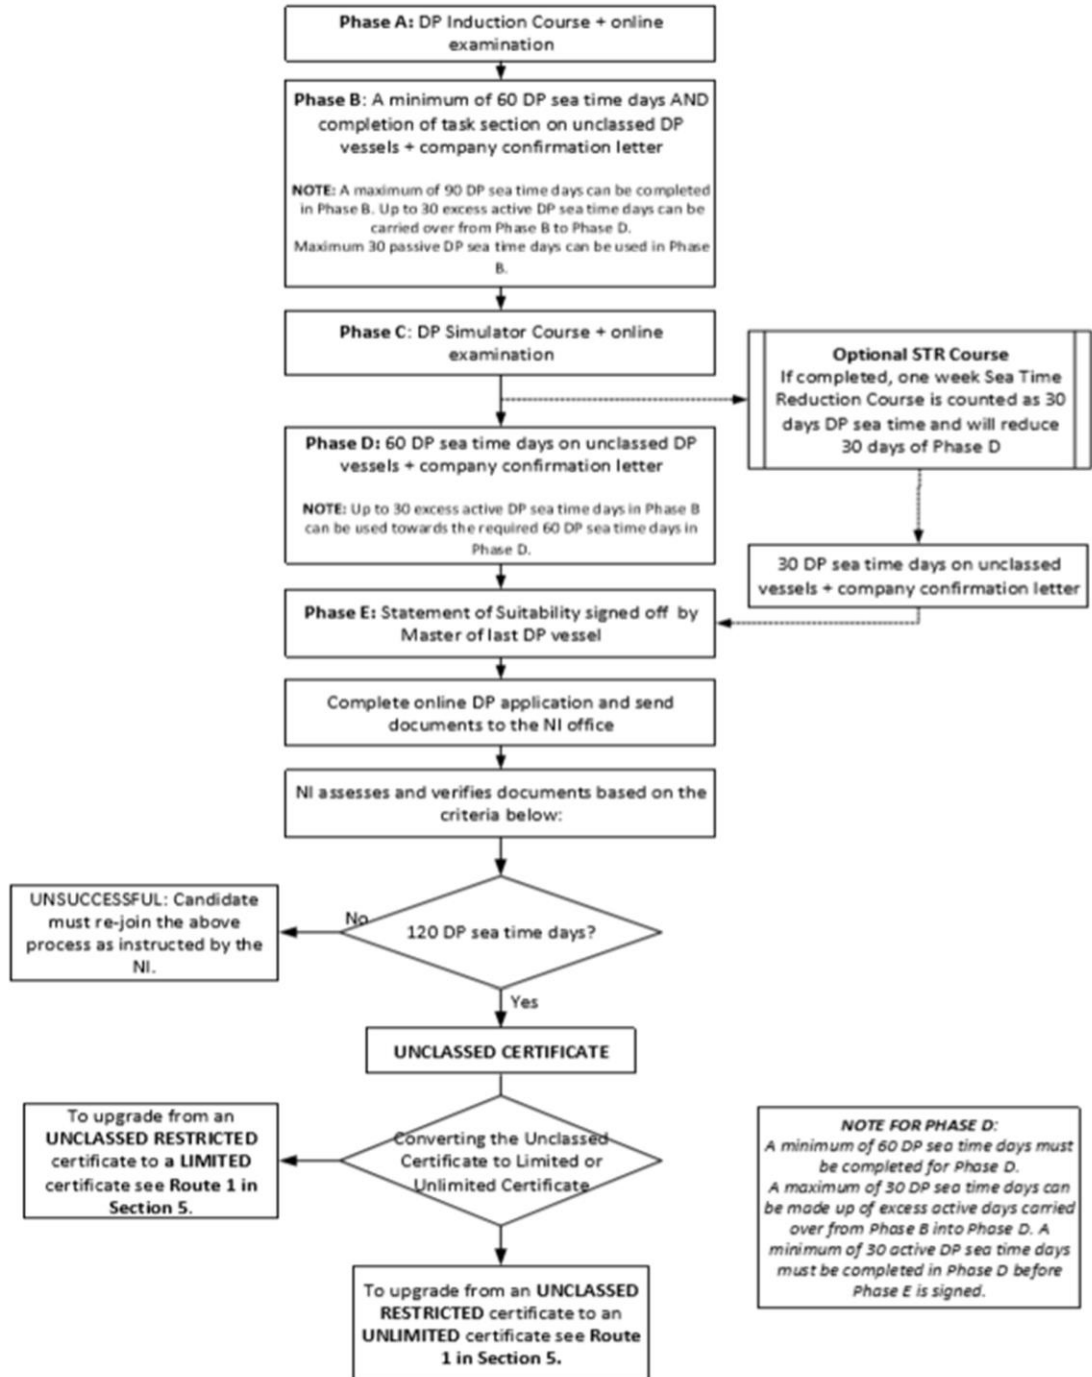 Phase A: DP Induction Course + online
examination
Phase B: A minimum of 60 DP sea time days AND
completion of task section on unclassed DP
vessels + company confirmation letter
NOTE: A maximum of 90 DP sea time days can be completed
in Phase B. Up to 30 excess active DP sea time days can be
carried over from Phase B to Phase D.
Maximum 30 passive DP sea time days can be used in Phase
B.
Phase C: DP Simulator Course + online
examination
Optional STR Course
If completed, one week Sea Time
Reduction Course is counted as 30
days DP sea time and will reduce
30 days of Phase D
Phase D: 60 DP sea time days on unclassed DP
vessels + company confirmation letter
NOTE: Up to 30 excess active DP sea time days in Phase B
can be used towards the required 60 DP sea time days in
Phase D.
30 DP sea time days on unclassed
vessels + company confirmation letter
Phase E: Statement of Suitability signed off by
Master of last DP vessel
Complete online DP application and send
documents to the NI office
NI assesses and verifies documents based on the
criteria below:
120 DP sea time days?
No
UNSUCCESSFUL: Candidate
must re-join the above
process as instructed by the
NI.
Yes
UNCLASSED CERTIFICATE
Converting the Unclassed
Certificate to Limited or
Unlimited Certificate
To upgrade from an
UNCLASSED RESTRICTED
certificate to a LIMITED
certificate see Route 1 in
Section 5.
To upgrade from an UNCLASSED
RESTRICTED certificate to an
UNLIMITED certificate see Route
1 in Section 5.
NOTE FOR PHASE D:
A minimum of 60 DP sea time days must
be completed for Phase D.
A maximum of 30 DP sea time days can
be made up of excess active days carried
over from Phase B into Phase D. A
minimum of 30 active DP sea time days
must be completed in Phase D before
Phase E is signed.